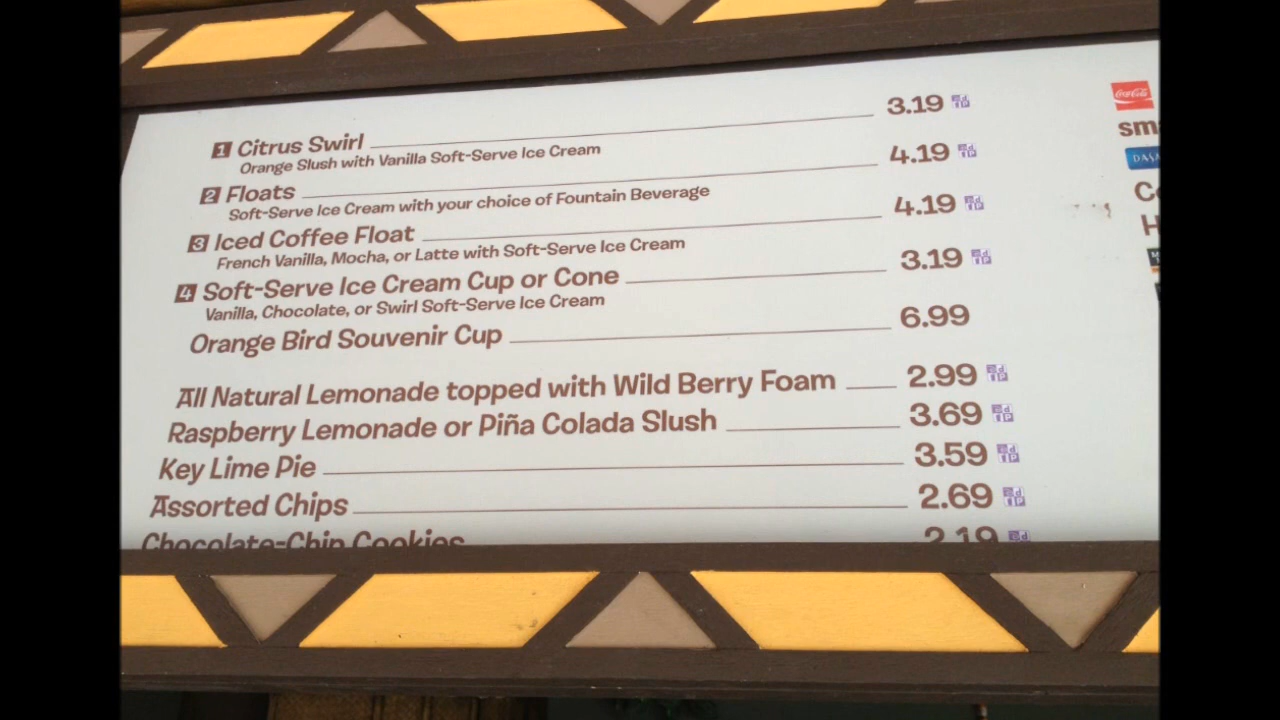 1 Citrus Swirl 3.19
Orange Slush with Vanilla Soft-Serve Ice Cream
2 Floats 4.19
Soft-Serve Ice Cream with your choice of Fountain Beverage
3 Iced Coffee Float 4.19
French Vanilla, Mocha, or Latte with Soft-Serve Ice Cream
4 Soft-Serve Ice Cream Cup or Cone 3.19
Vanilla, Chocolate, or Swirl Soft-Serve Ice Cream
Orange Bird Souvenir Cup 6.99
All Natural Lemonade topped with Wild Berry Foam 2.99
Raspberry Lemonade or Piña Colada Slush 3.69
Key Lime Pie 3.59
Assorted Chips 2.69
Chocolate-Chip Cookies 2.19
Coca-Cola